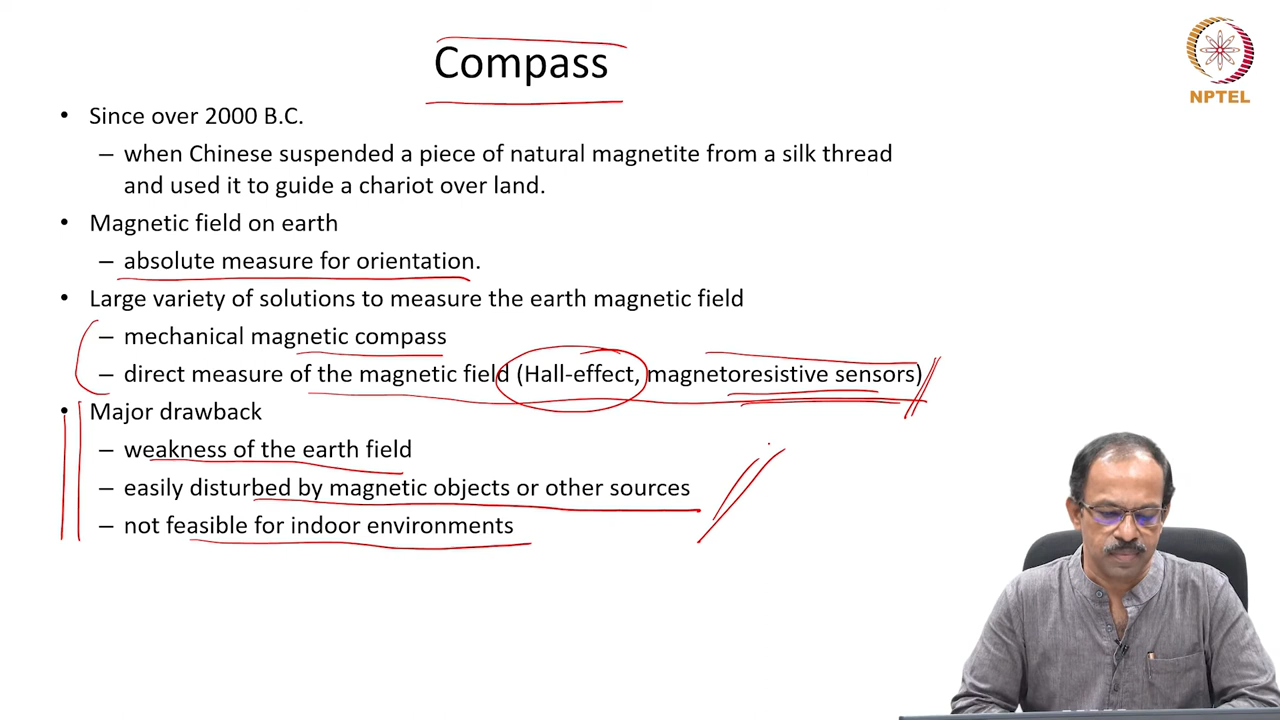 Compass
NPTEL
• Since over 2000 B.C.
– when Chinese suspended a piece of natural magnetite from a silk thread
and used it to guide a chariot over land.
• Magnetic field on earth
– absolute measure for orientation.
• Large variety of solutions to measure the earth magnetic field
– mechanical magnetic compass
– direct measure of the magnetic field (Hall-effect, magnetoresistive sensors)
• Major drawback
– weakness of the earth field
– easily disturbed by magnetic objects or other sources
– not feasible for indoor environments